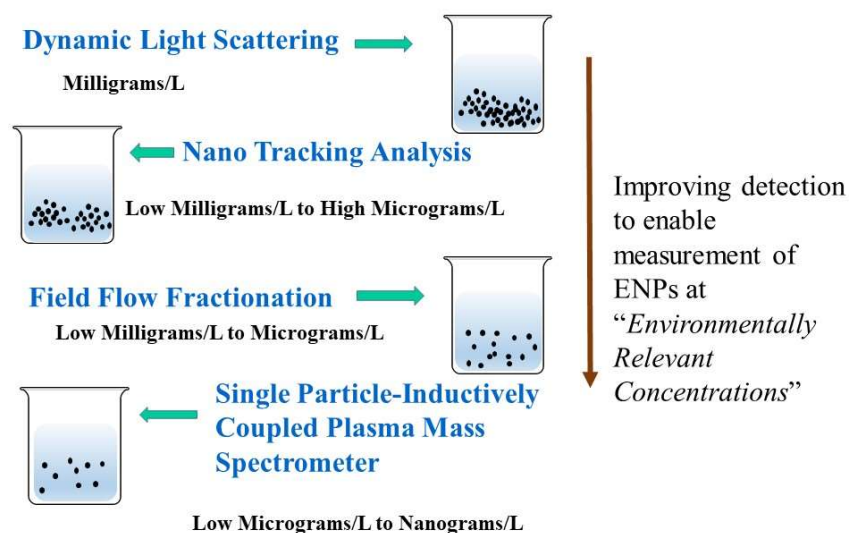 Dynamic Light Scattering
Milligrams/L
Nano Tracking Analysis
Low Milligrams/L to High Micrograms/L
Field Flow Fractionation
Low Milligrams/L to Micrograms/L
Single Particle-Inductively
Coupled Plasma Mass
Spectrometer
Low Micrograms/L to Nanograms/L
Improving detection
to enable
measurement of
ENPs at
“Environmentally
Relevant
Concentrations”